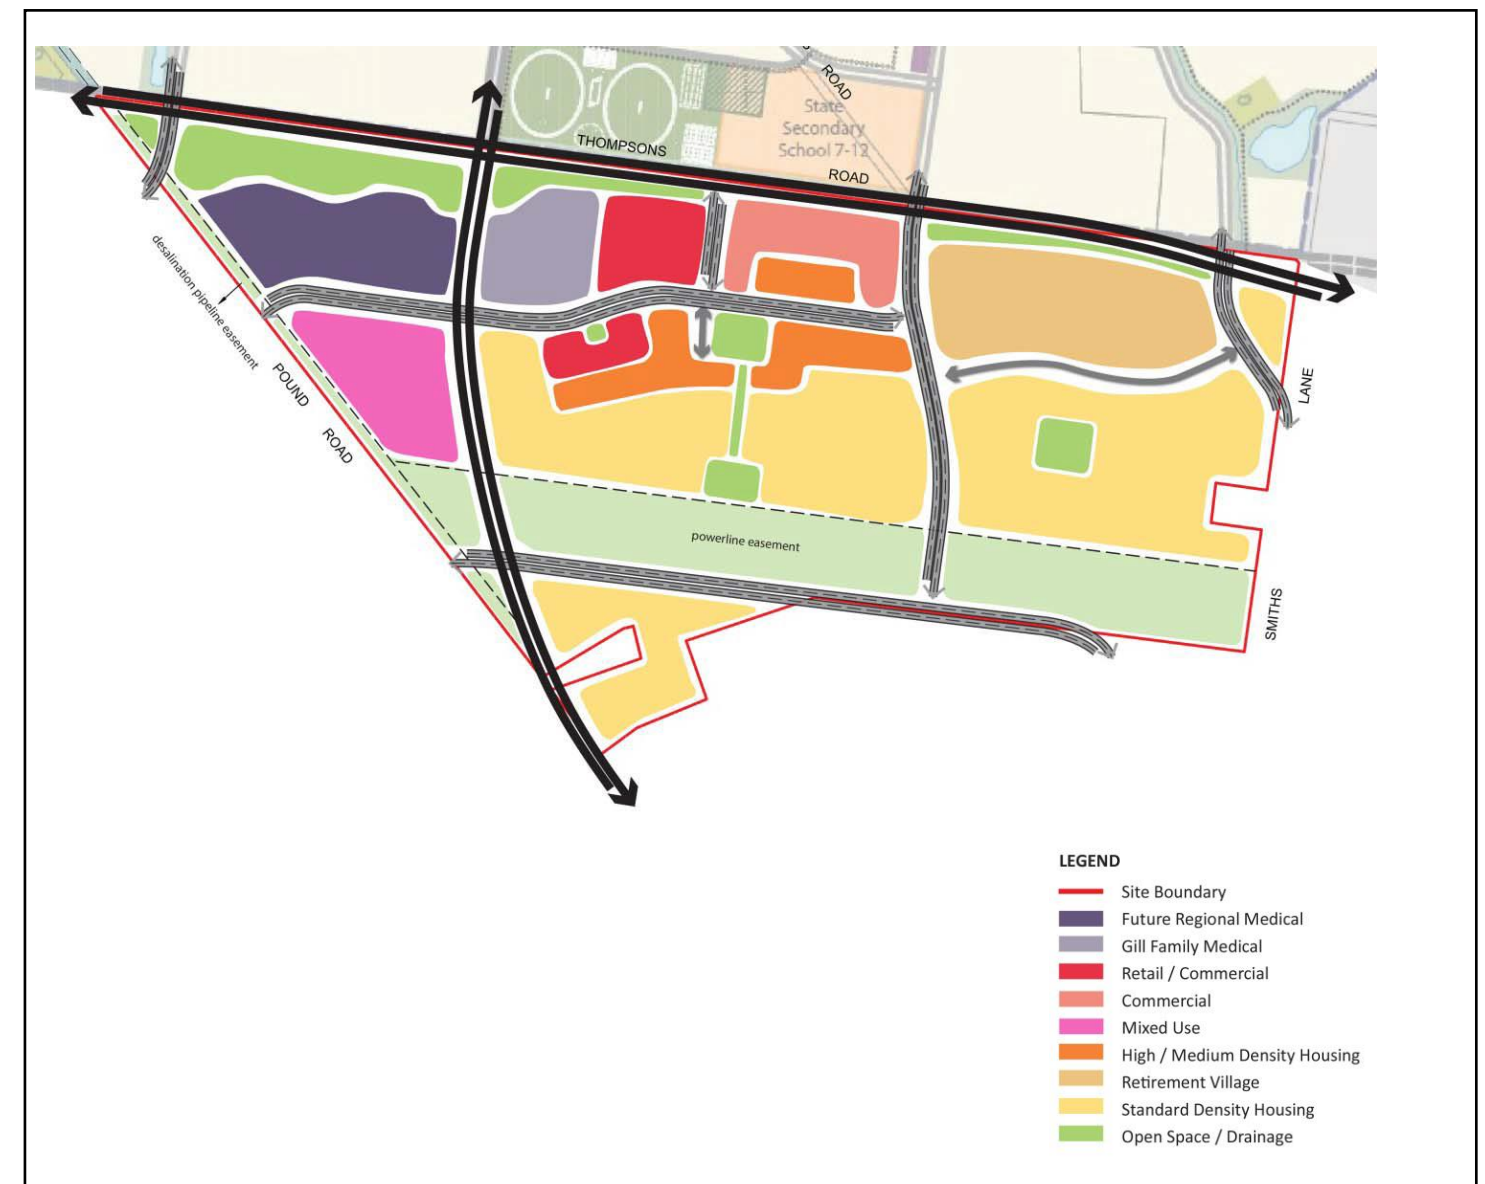 ROAD
State
Secondary
School 7-12
THOMPSONS
ROAD
desalination pipeline easement
POUND
ROAD
LANE
powerline easement
SMITHS
LEGEND
Site Boundary
Future Regional Medical
Gill Family Medical
Retail / Commercial
Commercial
Mixed Use
High / Medium Density Housing
Retirement Village
Standard Density Housing
Open Space / Drainage